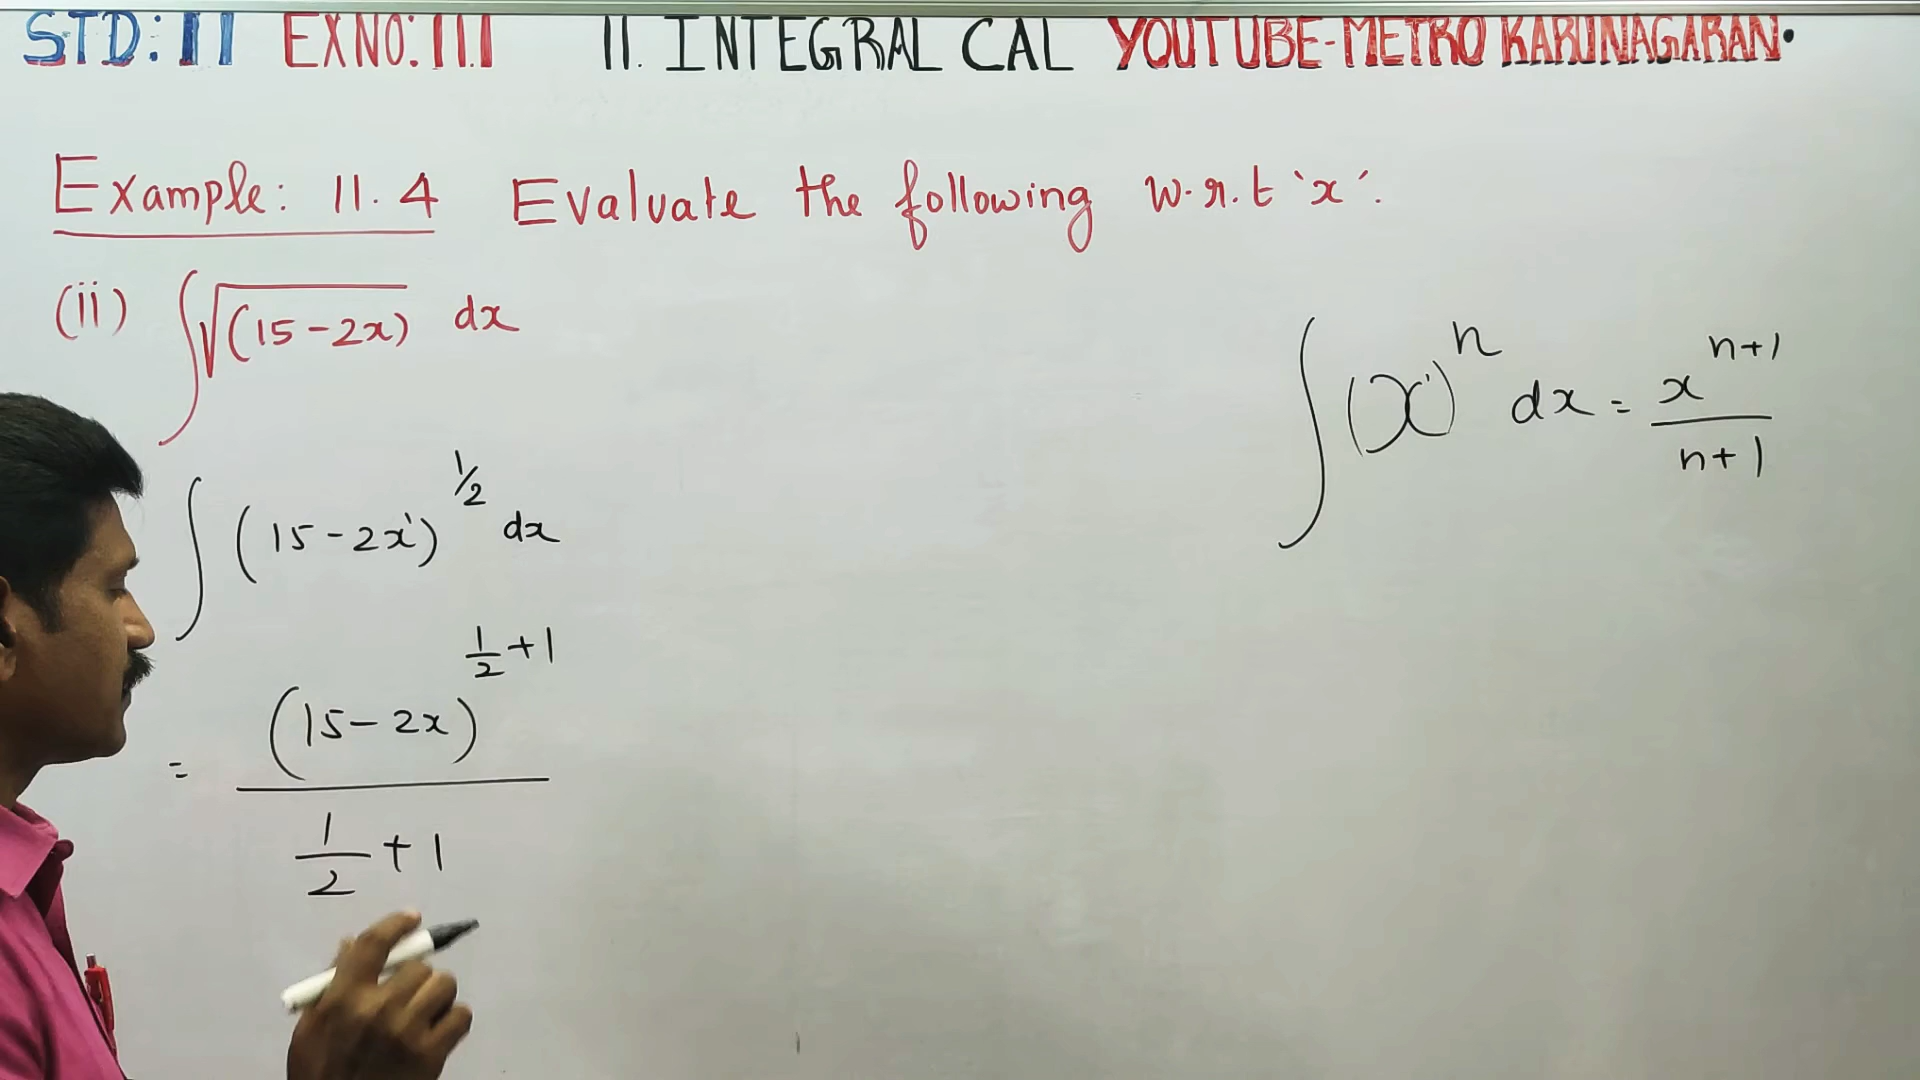 STD: 11 EXNO: 11.1 11. INTEGRAL CAL YOUTUBE-METRO KARUNAGARAN.
Example: 11.4 Evaluate the following w.r.t 'x'.
(ii) ∫√(15-2x) dx
∫(x)^n dx = x^(n+1)/(n+1)
∫(15-2x)^(1/2) dx
= (15-2x)^(1/2+1)/(1/2+1)